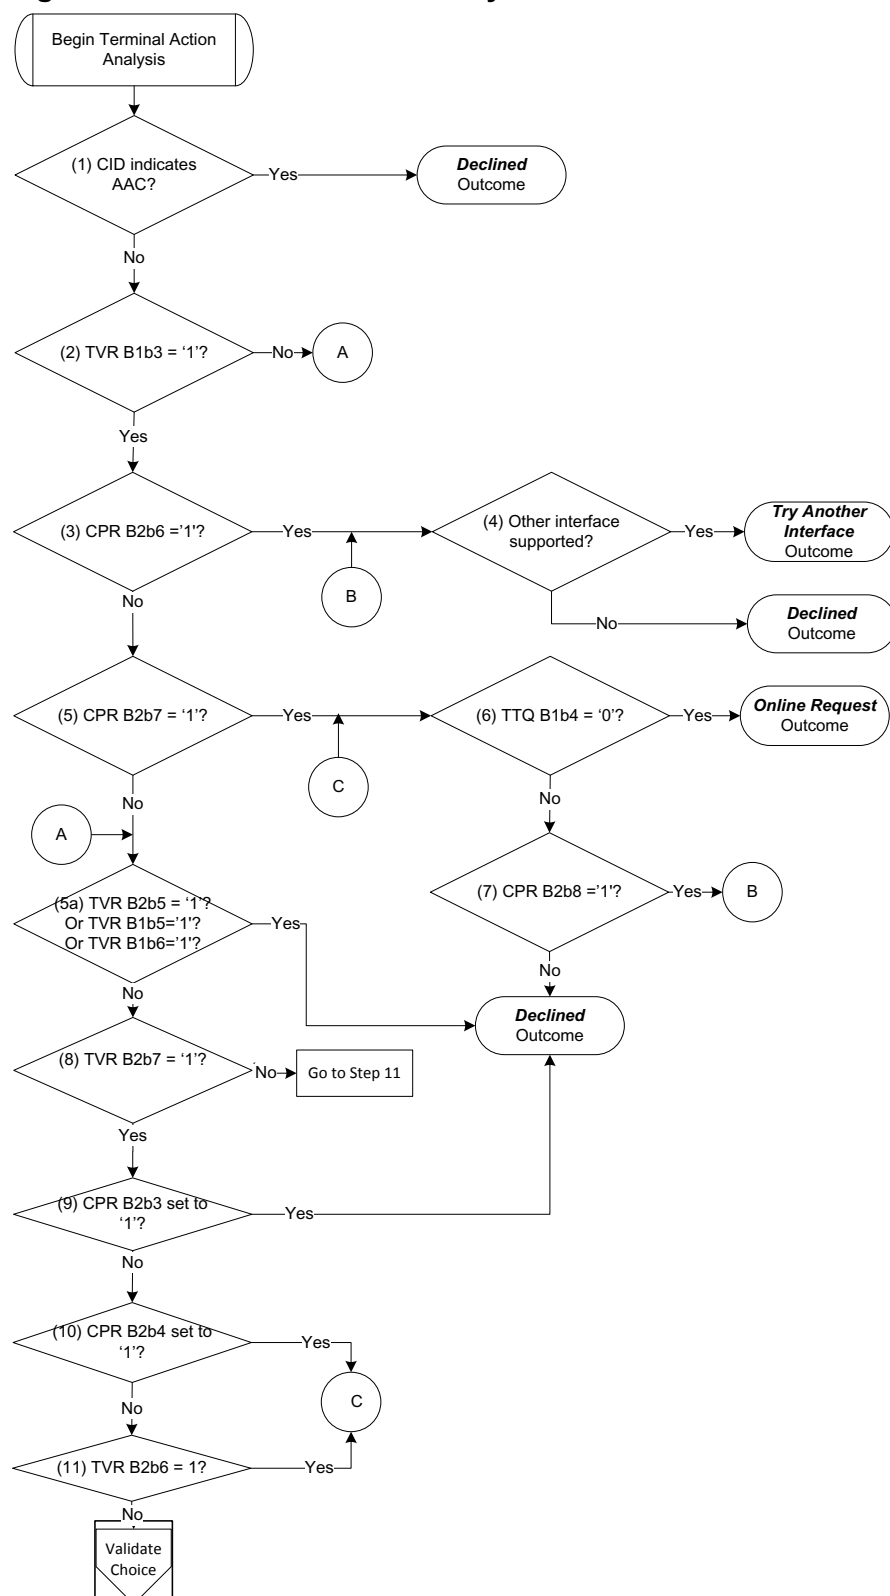 Begin Terminal Action
Analysis
(1) CID indicates
AAC?
Yes
Declined
Outcome
No
(2) TVR B1b3 = ‘1’?
No
A
Yes
(3) CPR B2b6 ='1'?
Yes
B
(4) Other interface
supported?
Yes
Try Another
Interface
Outcome
No
Declined
Outcome
No
(5) CPR B2b7 = ‘1’?
Yes
C
(6) TTQ B1b4 = ‘0’?
Yes
Online Request
Outcome
No
No
A
(7) CPR B2b8 ='1'?
Yes
B
(5a) TVR B2b5 = ‘1’?
Or TVR B1b5='1'?
Or TVR B1b6='1'?
Yes
No
No
Declined
Outcome
(8) TVR B2b7 = ‘1’?
No
Go to Step 11
Yes
(9) CPR B2b3 set to
‘1’?
Yes
No
(10) CPR B2b4 set to
‘1’?
Yes
C
No
(11) TVR B2b6 = 1?
Yes
No
Validate
Choice